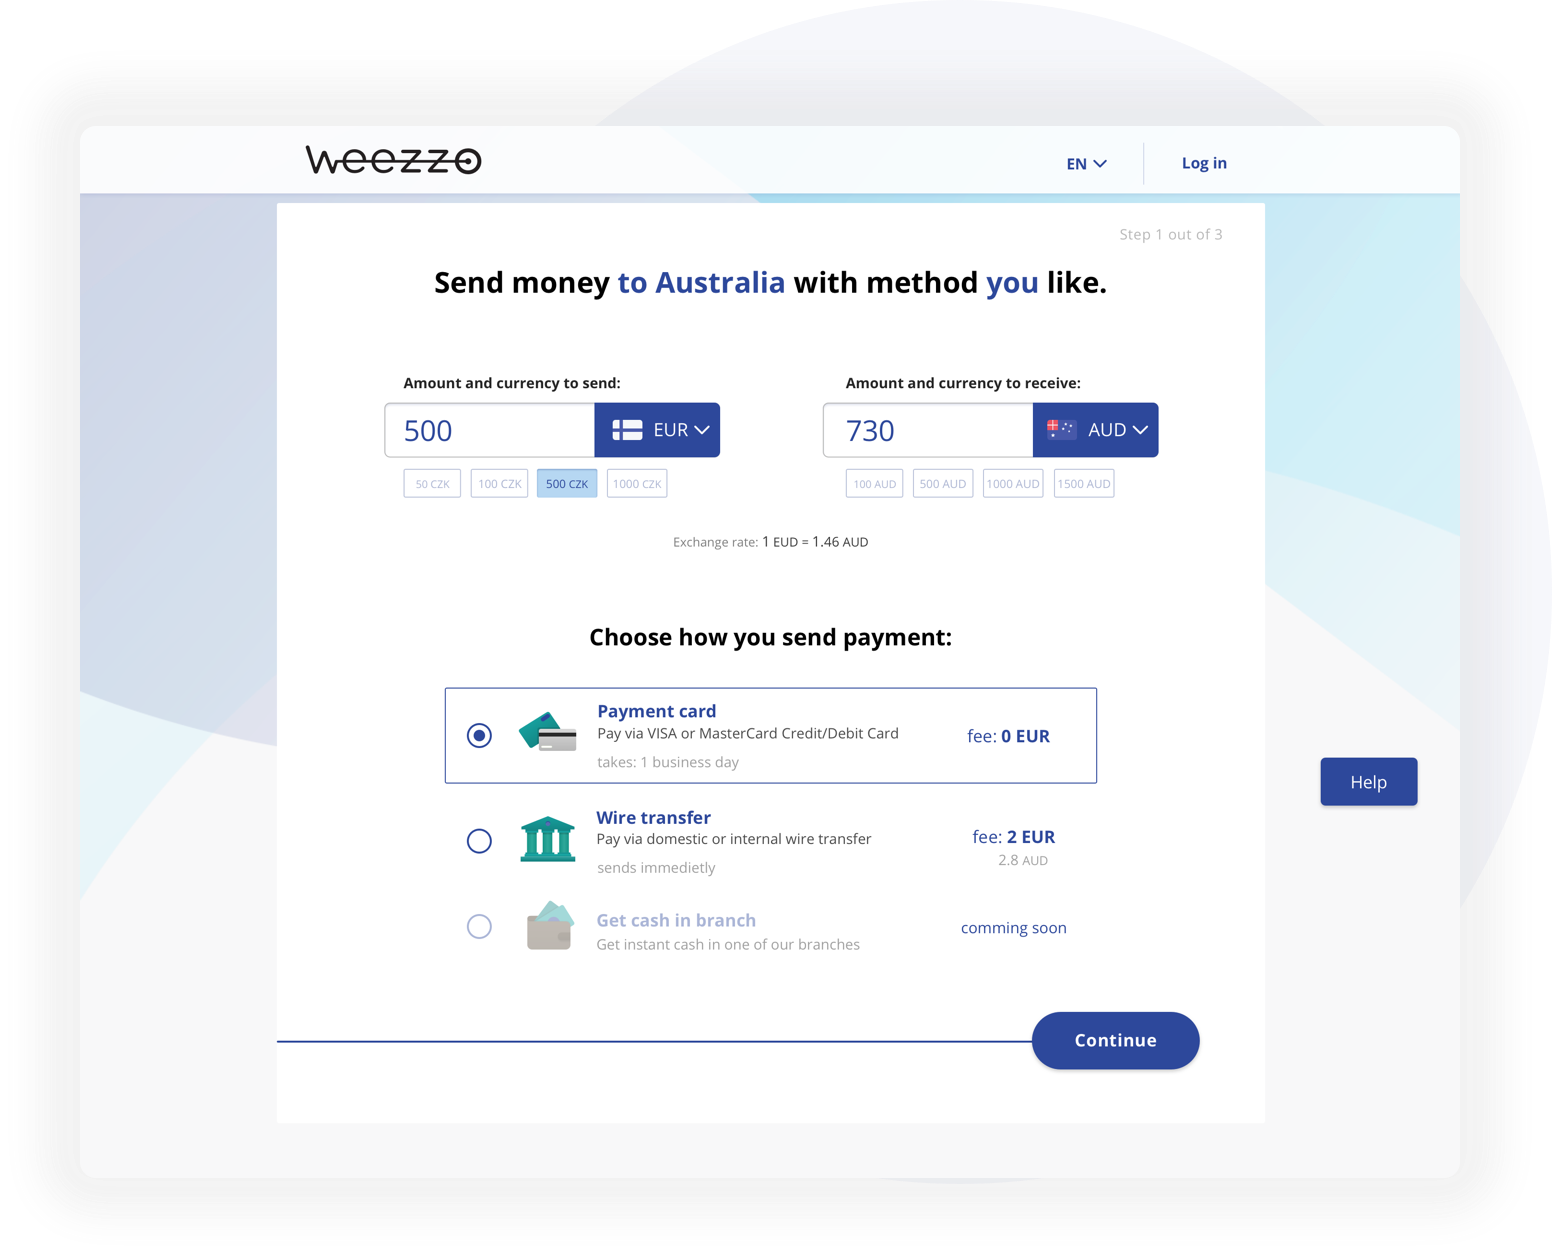 weezzo
EN
Log in
Step 1 out of 3
Send money to Australia with method you like.
Amount and currency to send:
Amount and currency to receive:
500
EUR
730
AUD
50 CZK
100 CZK
500 CZK
1000 CZK
100 AUD
500 AUD
1000 AUD
1500 AUD
Exchange rate: 1 EUD = 1.46 AUD
Choose how you send payment:
Payment card
Pay via VISA or MasterCard Credit/Debit Card
takes: 1 business day
fee: 0 EUR
Help
Wire transfer
Pay via domestic or internal wire transfer
sends immedietly
fee: 2 EUR
2.8 AUD
Get cash in branch
Get instant cash in one of our branches
comming soon
Continue